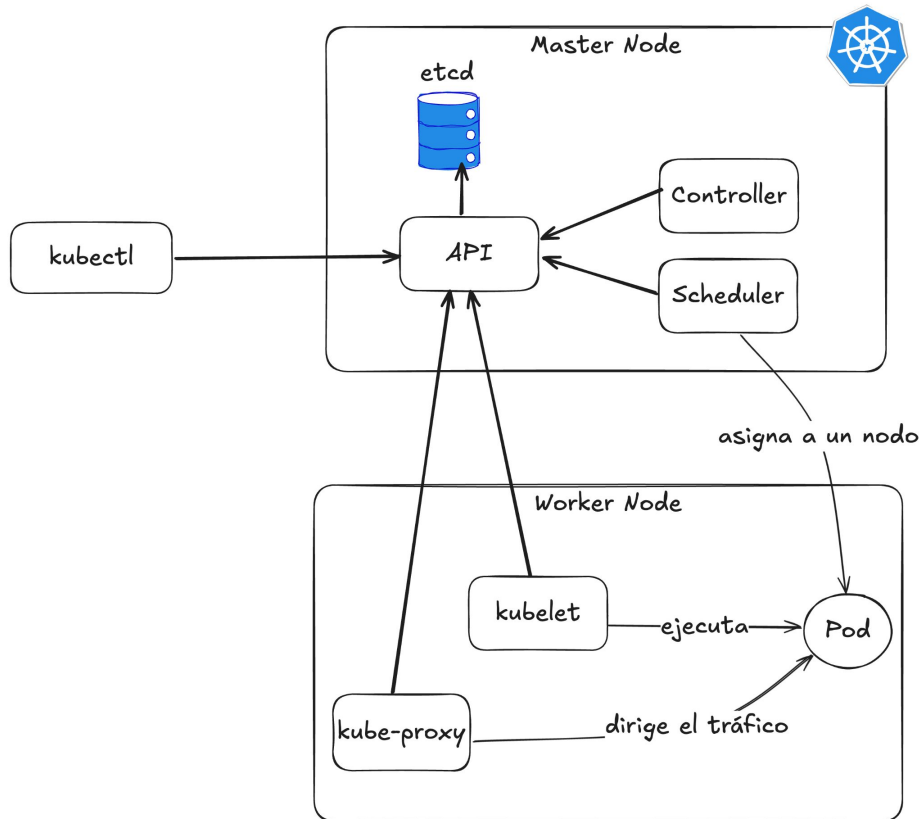 Master Node
etcd
Controller
kubectl
API
Scheduler
asigna a un nodo
Worker Node
kubelet
ejecuta
Pod
kube-proxy
dirige el tráfico